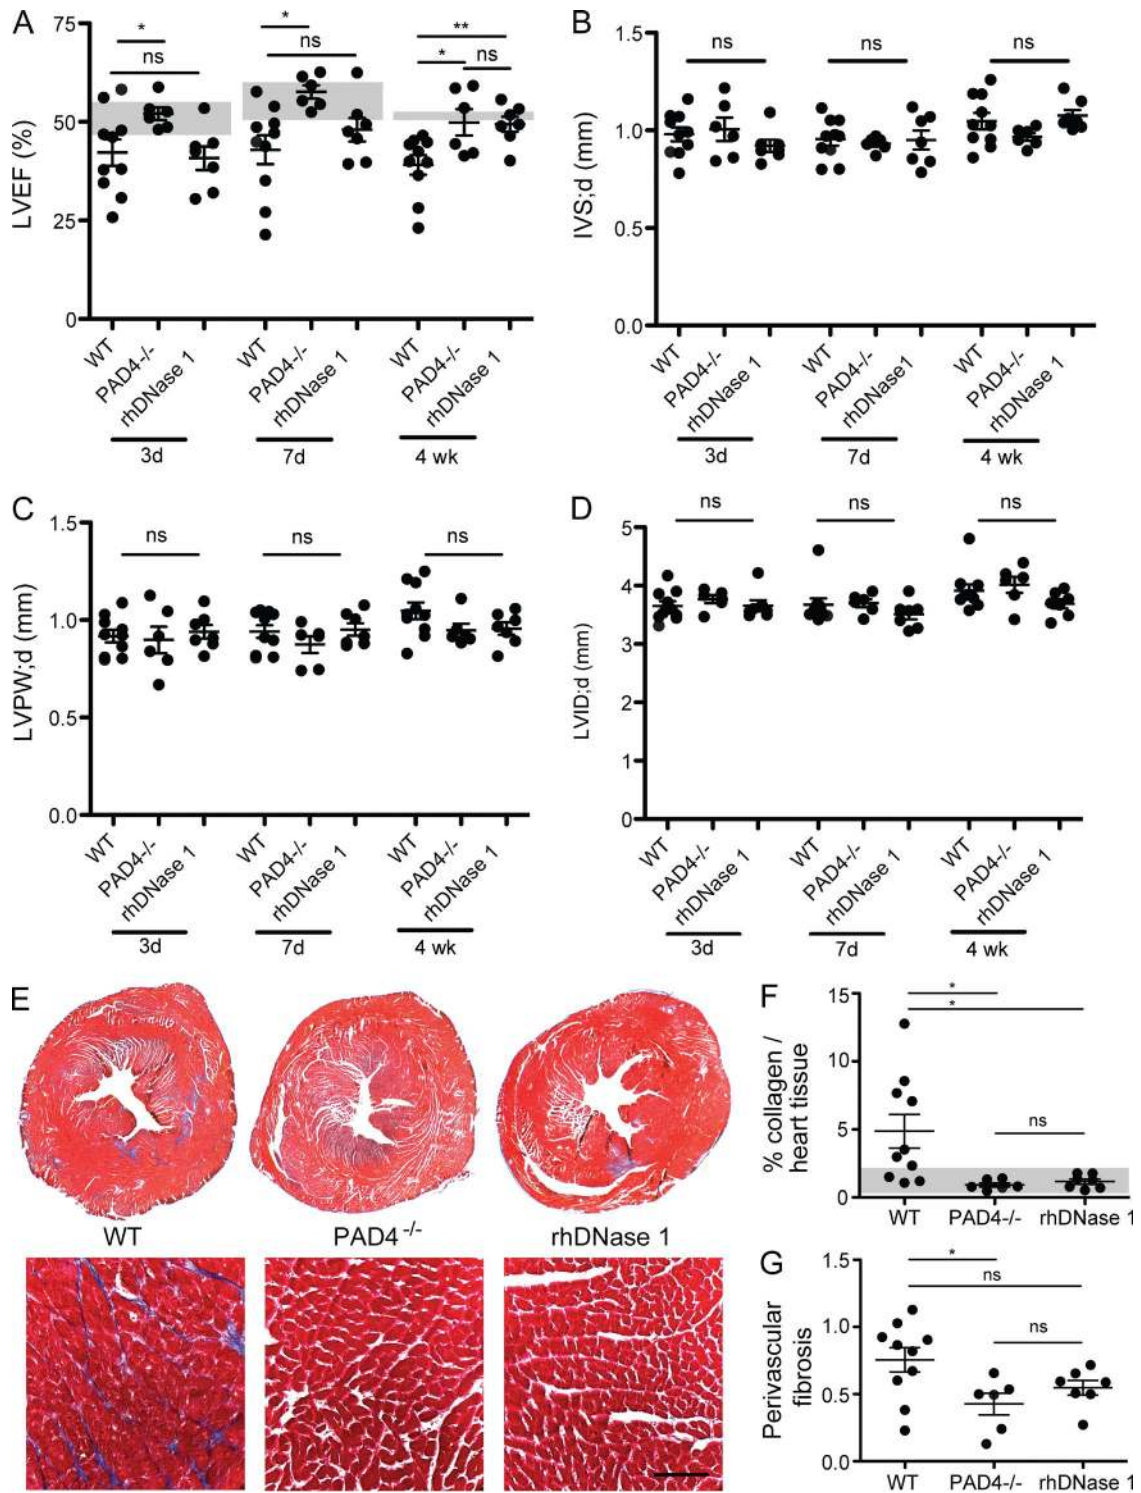 A
LVEF (%)
75
50
25
0
*
ns
*
ns
**
*
ns
WT
PAD4-/-
rhDNase 1
WT
PAD4-/-
rhDNase 1
WT
PAD4-/-
rhDNase 1
3d
7d
4 wk
B
IVS;d (mm)
1.5
1.0
0.5
0.0
ns
ns
ns
WT
PAD4-/-
rhDNase 1
WT
PAD4-/-
rhDNase1
WT
PAD4-/-
rhDNase 1
3d
7d
4 wk
C
LVPW;d (mm)
1.5
1.0
0.5
0.0
ns
ns
ns
WT
PAD4-/-
rhDNase 1
WT
PAD4-/-
rhDNase 1
WT
PAD4-/-
rhDNase 1
3d
7d
4 wk
D
LVID;d (mm)
5
4
3
2
1
0
ns
ns
ns
WT
PAD4-/-
rhDNase 1
WT
PAD4-/-
rhDNase 1
WT
PAD4-/-
rhDNase 1
3d
7d
4 wk
E
WT
PAD4 -/-
rhDNase 1
F
% collagen /
heart tissue
15
10
5
0
*
*
ns
WT
PAD4-/-
rhDNase 1
G
Perivascular
fibrosis
1.5
1.0
0.5
0.0
*
ns
ns
WT
PAD4-/-
rhDNase 1